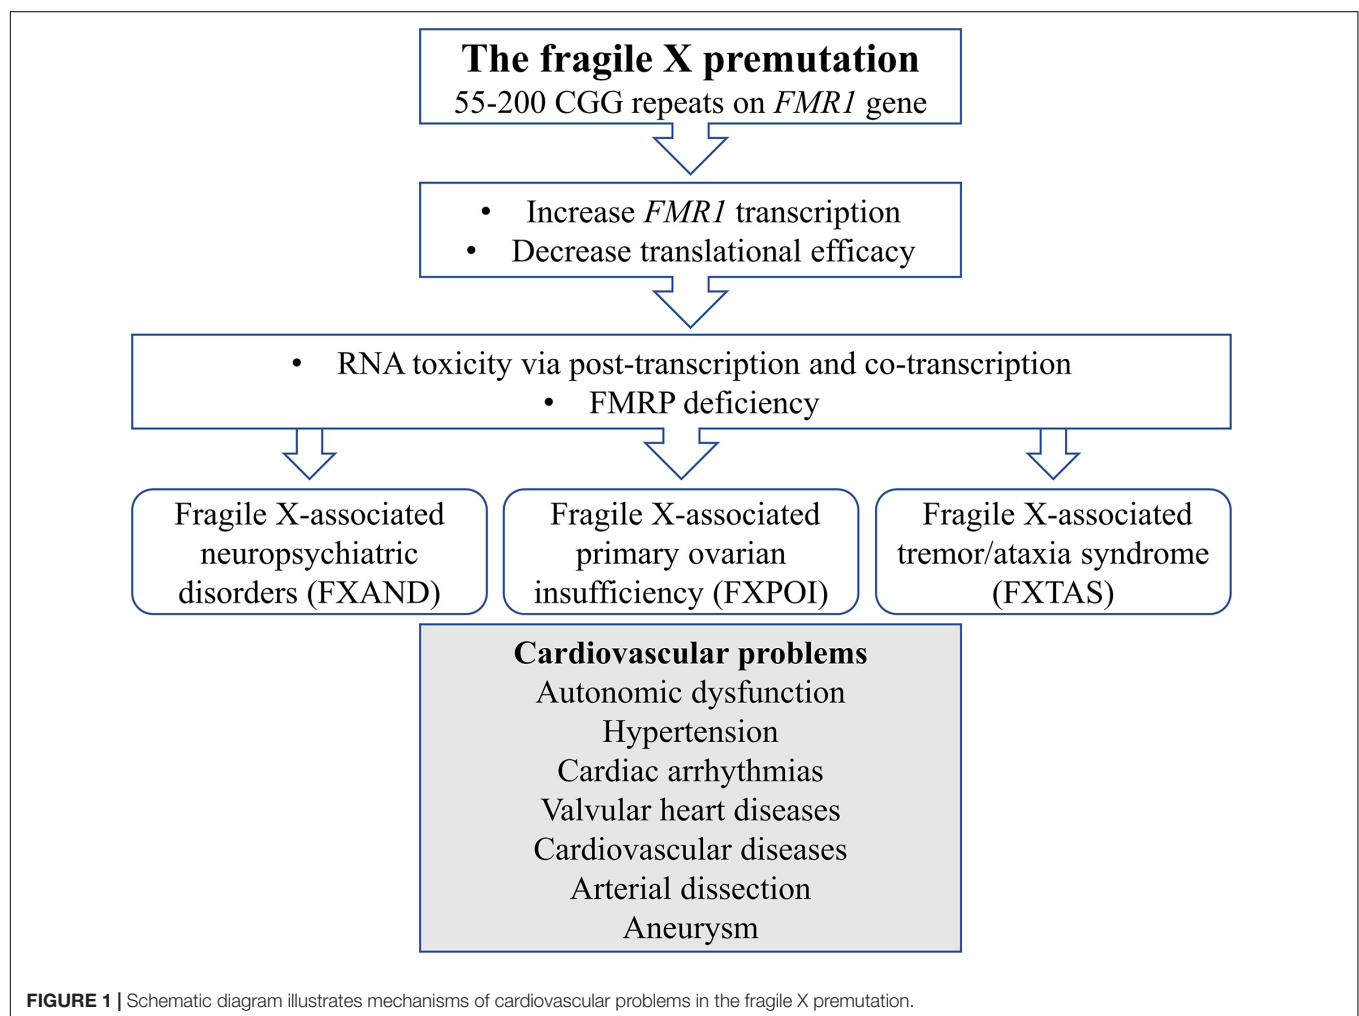 The fragile X premutation
55-200 CGG repeats on FMR1 gene
• Increase FMR1 transcription
• Decrease translational efficacy
• RNA toxicity via post-transcription and co-transcription
• FMRP deficiency
Fragile X-associated
neuropsychiatric
disorders (FXAND)
Fragile X-associated
primary ovarian
insufficiency (FXPOI)
Fragile X-associated
tremor/ataxia syndrome
(FXTAS)
Cardiovascular problems
Autonomic dysfunction
Hypertension
Cardiac arrhythmias
Valvular heart diseases
Cardiovascular diseases
Arterial dissection
Aneurysm
FIGURE 1 | Schematic diagram illustrates mechanisms of cardiovascular problems in the fragile X premutation.